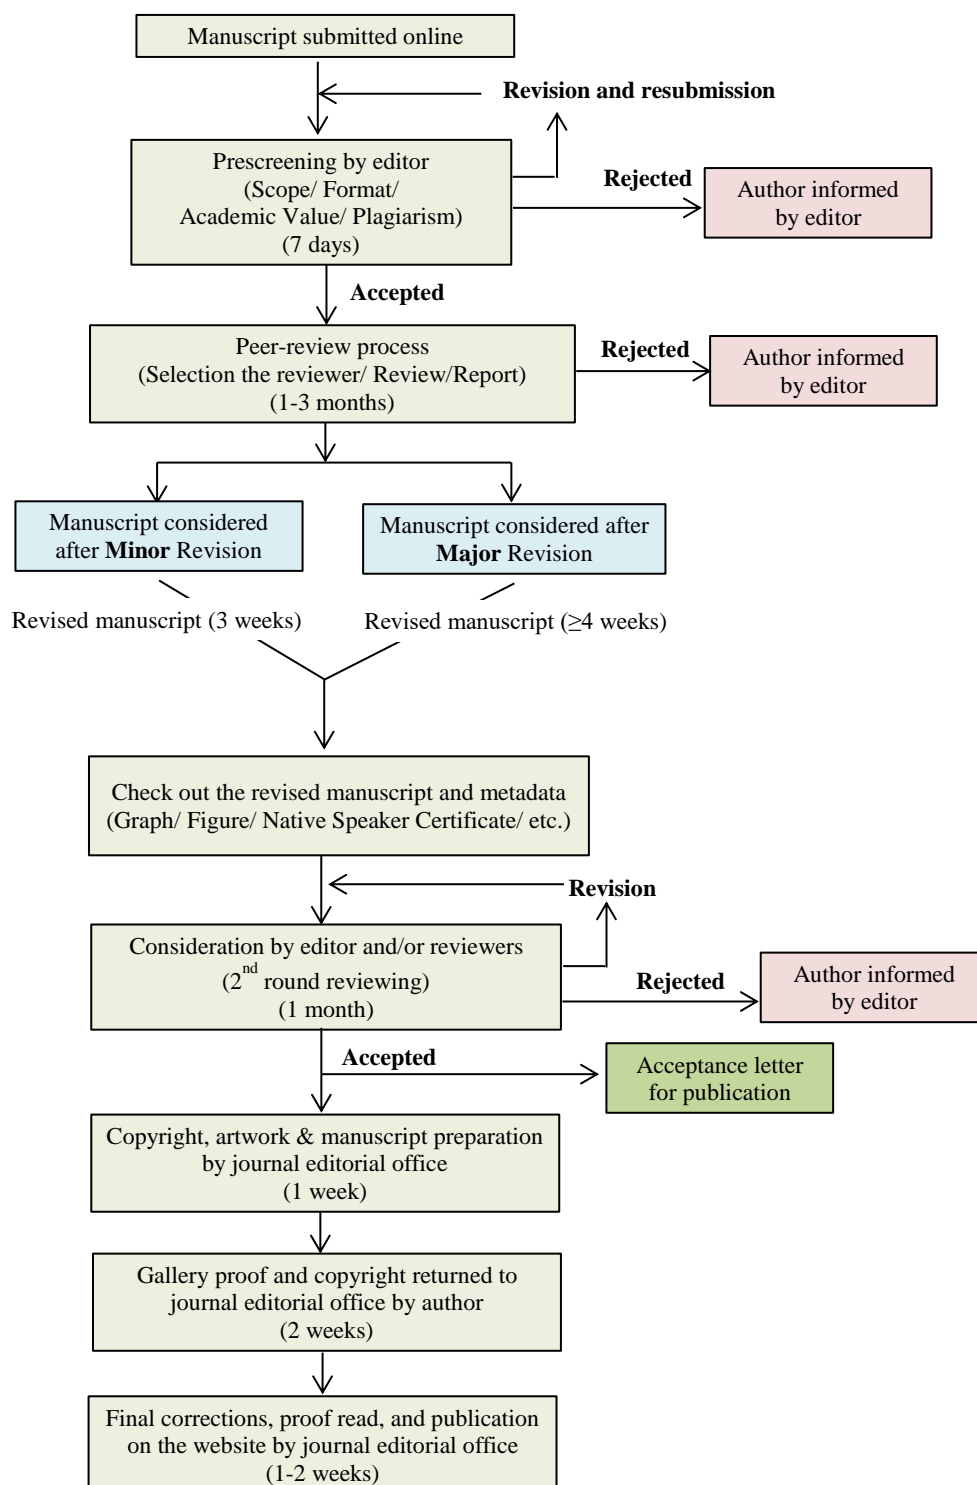 Manuscript submitted online
Revision and resubmission
Prescreening by editor
(Scope/ Format/
Academic Value/ Plagiarism)
(7 days)
Rejected
Author informed
by editor
Accepted
Peer-review process
(Selection the reviewer/ Review/Report)
(1-3 months)
Rejected
Author informed
by editor
Manuscript considered
after Minor Revision
Manuscript considered after
Major Revision
Revised manuscript (3 weeks)
Revised manuscript (≥4 weeks)
Check out the revised manuscript and metadata
(Graph/ Figure/ Native Speaker Certificate/ etc.)
Revision
Consideration by editor and/or reviewers
(2nd round reviewing)
(1 month)
Rejected
Author informed
by editor
Accepted
Acceptance letter
for publication
Copyright, artwork & manuscript preparation
by journal editorial office
(1 week)
Gallery proof and copyright returned to
journal editorial office by author
(2 weeks)
Final corrections, proof read, and publication
on the website by journal editorial office
(1-2 weeks)